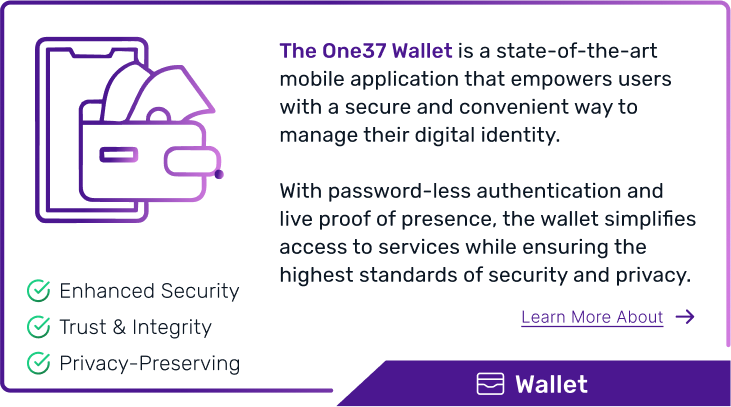 The One37 Wallet is a state-of-the-art
mobile application that empowers users
with a secure and convenient way to
manage their digital identity.
With password-less authentication and
live proof of presence, the wallet simplifies
access to services while ensuring the
highest standards of security and privacy.
Enhanced Security
Trust & Integrity
Privacy-Preserving
Learn More About
Wallet